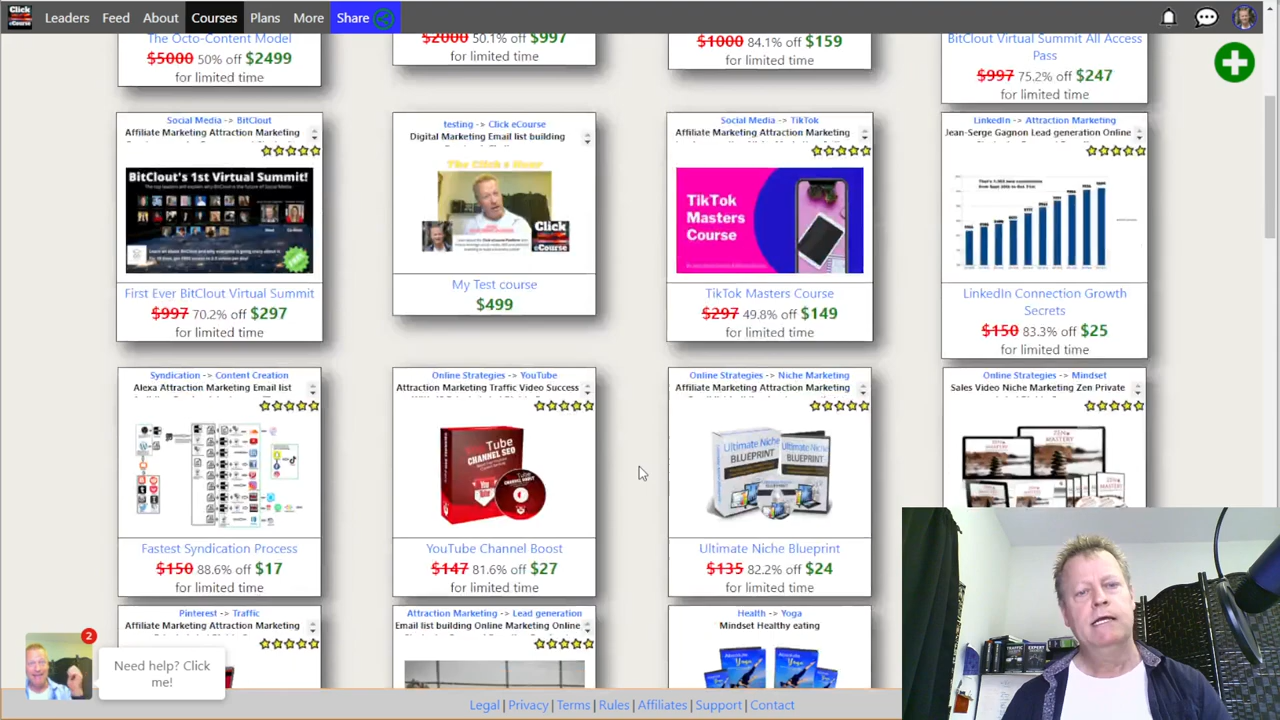 Click
eCourse
Leaders Feed About Courses Plans More Share
The Octo-Content Model
$5000 50% off $2499
for limited time
$2000 50.1% off $997
for limited time
$1000 84.1% off $159
for limited time
BitClout Virtual Summit All Access
Pass
$997 75.2% off $247
for limited time
Social Media -> BitClout
Affiliate Marketing Attraction Marketing
BitClout's 1st Virtual Summit!
First Ever BitClout Virtual Summit
$997 70.2% off $297
for limited time
testing -> Click eCourse
Digital Marketing Email list building
The Click e Hour
Click
eCourse
My Test course
$499
Social Media -> TikTok
Affiliate Marketing Attraction Marketing
TikTok
Masters
Course
TikTok Masters Course
$297 49.8% off $149
for limited time
LinkedIn -> Attraction Marketing
Jean-Serge Gagnon Lead generation Online
LinkedIn Connection Growth
Secrets
$150 83.3% off $25
for limited time
Syndication -> Content Creation
Alexa Attraction Marketing Email list
Fastest Syndication Process
$150 88.6% off $17
for limited time
Online Strategies -> YouTube
Attraction Marketing Traffic Video Success
Tube
CHANNEL SEO
YouTube Channel Boost
$147 81.6% off $27
for limited time
Online Strategies -> Niche Marketing
Affiliate Marketing Attraction Marketing
ULTIMATE NICHE
BLUEPRINT
Ultimate Niche Blueprint
$135 82.2% off $24
for limited time
Online Strategies -> Mindset
Sales Video Niche Marketing Zen Private
ZEN
MASTERY
Pinterest -> Traffic
Affiliate Marketing Attraction Marketing
Attraction Marketing -> Lead generation
Email list building Online Marketing Online
Health -> Yoga
Mindset Healthy eating
2
Need help? Click
me!
TRAFFIC
EXPERT
Legal | Privacy | Terms | Rules | Affiliates | Support | Contact